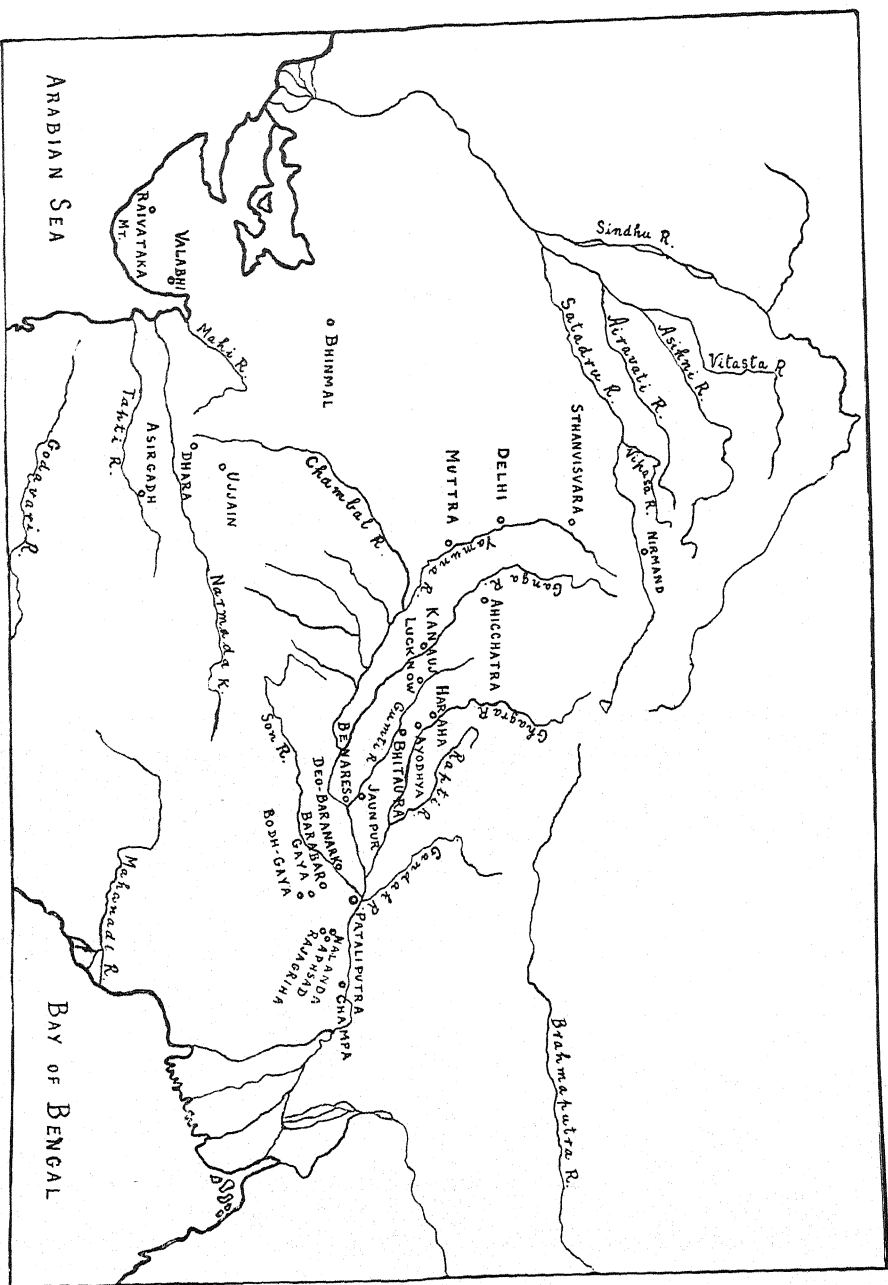 Sindhu R.
Vitasta R
Asikni R.
Airavati R.
Satadru R.
Vipasa R.
NIRMAND
STHANVISVARA
DELHI
MUTTRA
Yamuna R.
Ganga R.
AHICCHATRA
Ghagra R.
Brahmaputra R.
KANAUJ
LUCKNOW
HARAHA
AYODHYA
BHITAURA
Gumti R
Rapti R.
Gandak R.
BHINMAL
Chambal R.
BENARES
JAUNPUR
PATALIPUTRA
CHAMPA
DEO-BARANARK
BARABAR
GAYA
BODH-GAYA
NALANDA
APHSAD
RAJAGRIHA
Son R.
UJJAIN
DHARA
Mahi R.
VALABHI
RAIVATAKA
MT.
Narmada R.
ASIRGADH
Tapti R.
Mahanadi R.
Godavari R
ARABIAN SEA
BAY OF BENGAL